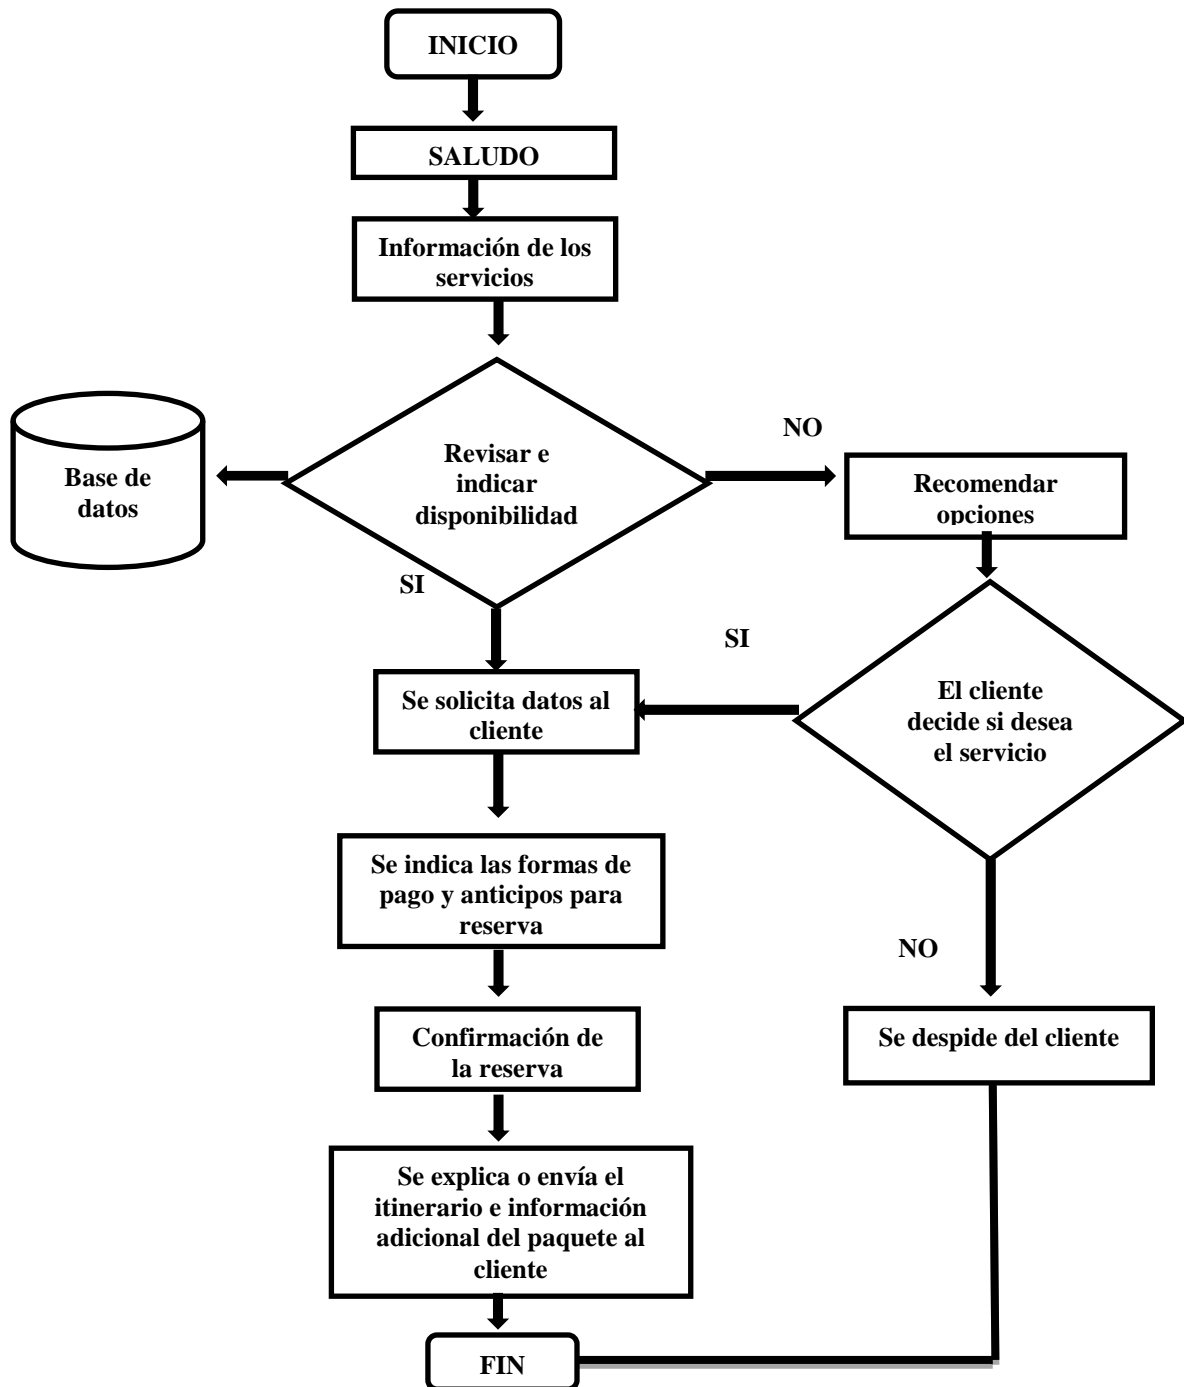 INICIO
SALUDO
Información de los
servicios
Revisar e
indicar
disponibilidad
Base de
datos
NO
Recomendar
opciones
SI
SI
El cliente
decide si desea
el servicio
Se solicita datos al
cliente
Se indica las formas de
pago y anticipos para
reserva
NO
Confirmación de
la reserva
Se despide del cliente
Se explica o envía el
itinerario e información
adicional del paquete al
cliente
FIN